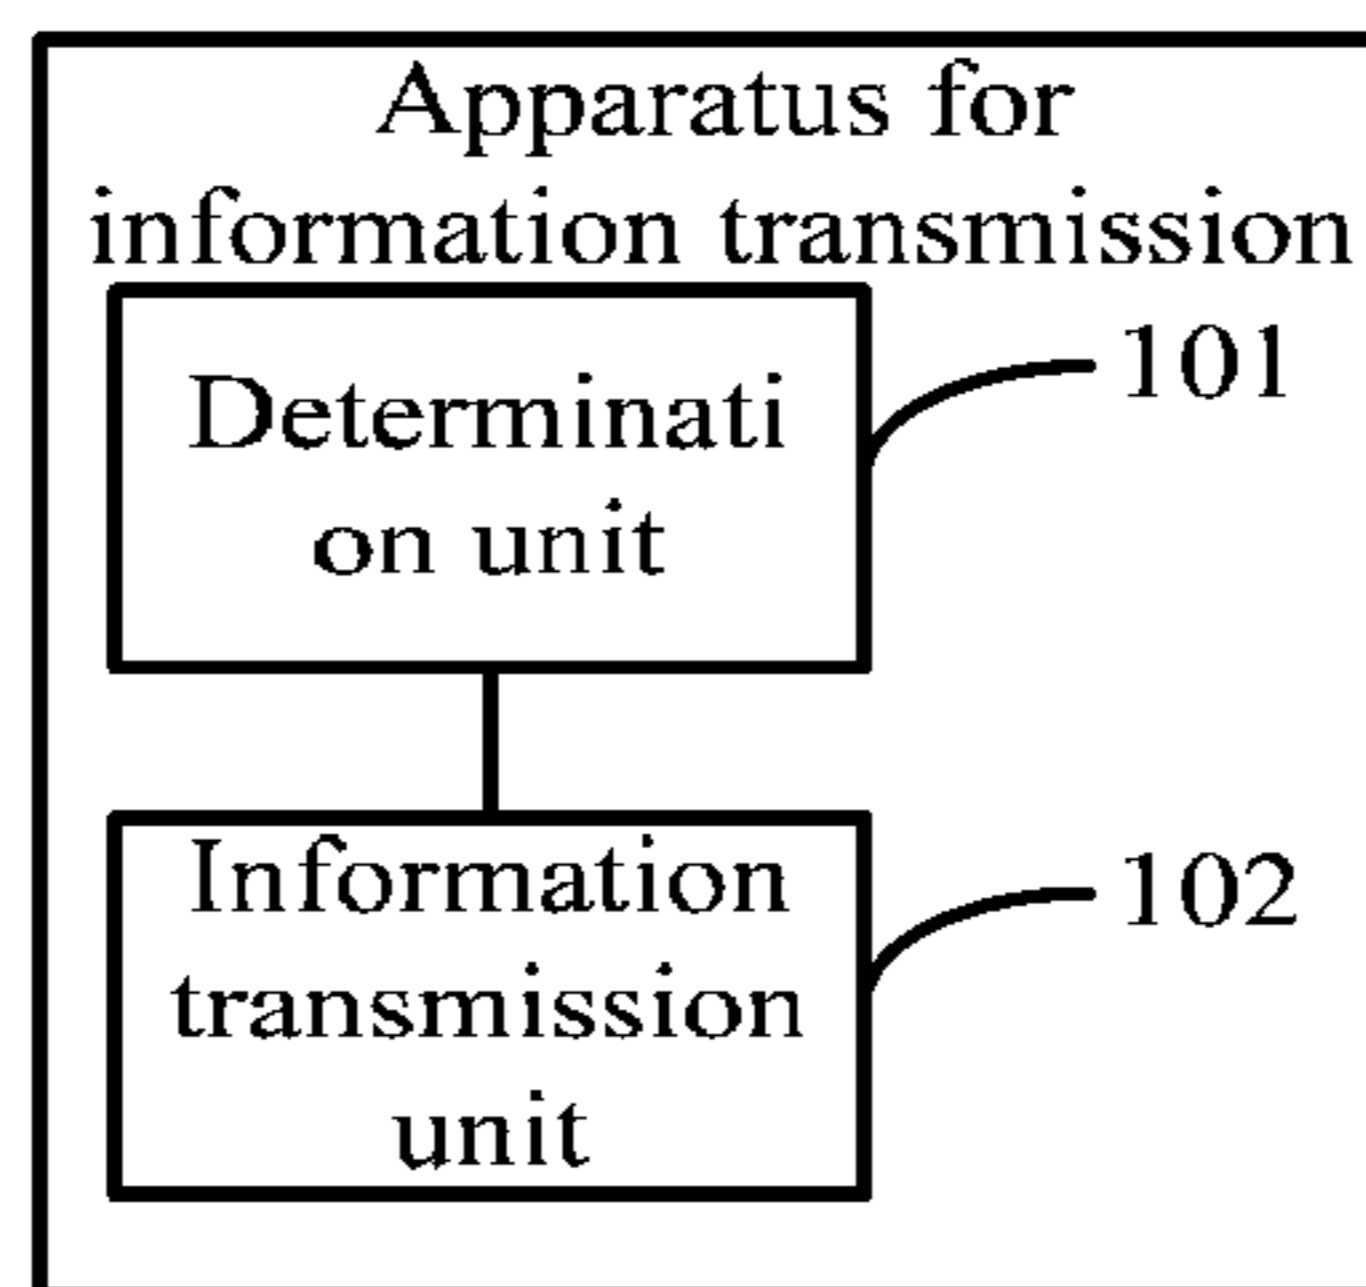 Apparatus for
information transmission
101
Determinati
on unit
Information
102
transmission
unit